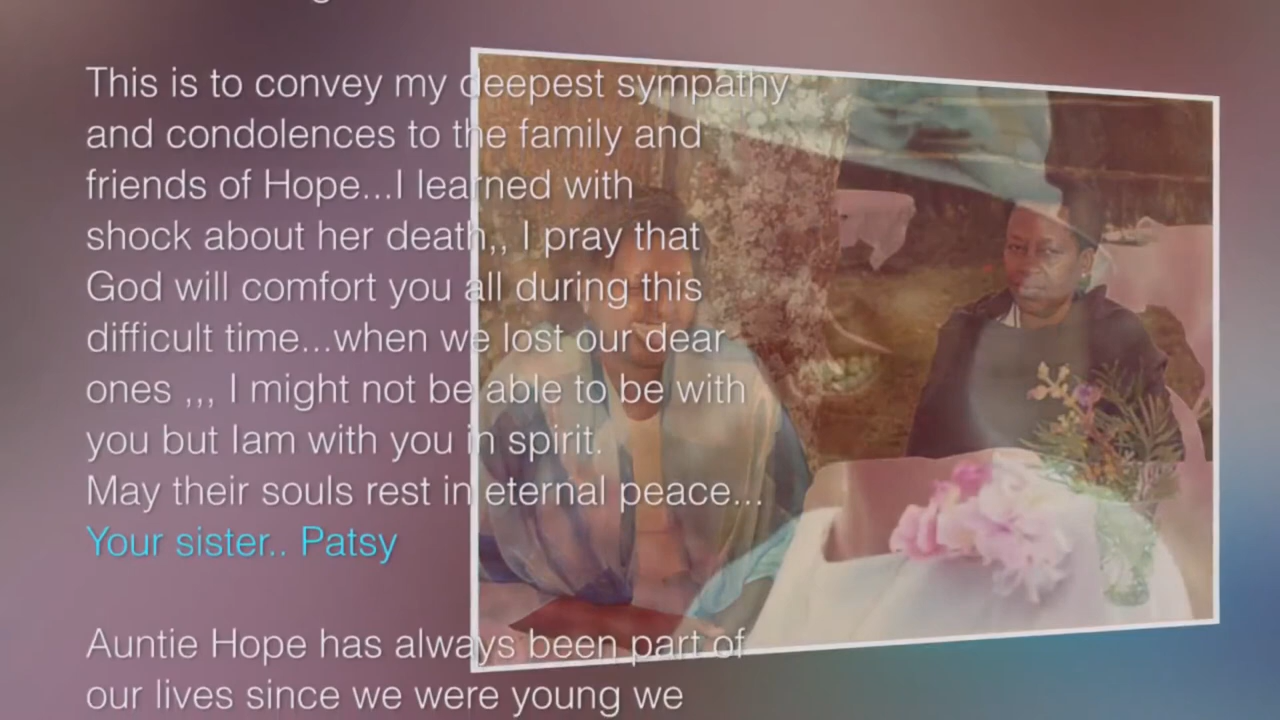 This is to convey my deepest sympathy
and condolences to the family and
friends of Hope...I learned with
shock about her death,, I pray that
God will comfort you all during this
difficult time...when we lost our dear
ones ,,, I might not be able to be with
you but Iam with you in spirit.
May their souls rest in eternal peace...
Your sister.. Patsy
Auntie Hope has always been part of
our lives since we were young we